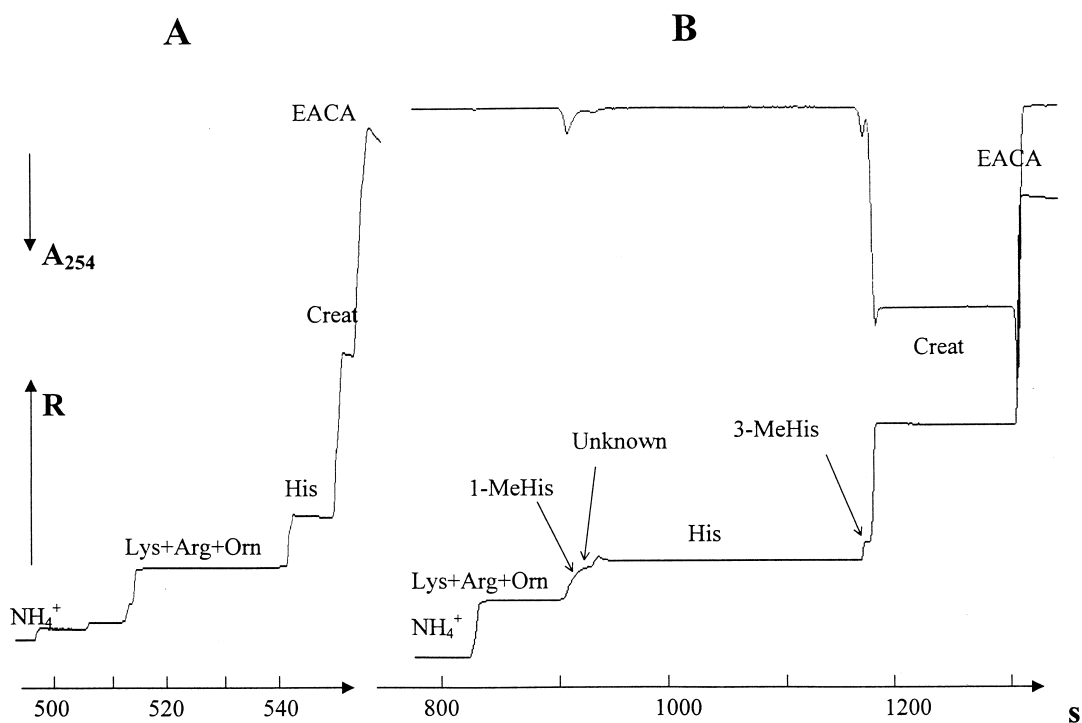 A
B
EACA
EACA
A254
Creat
Creat
R
3-MeHis
Unknown
1-MeHis
His
His
Lys+Arg+Orn
Lys+Arg+Orn
NH4+
NH4+
500 520 540 800 1000 1200 s